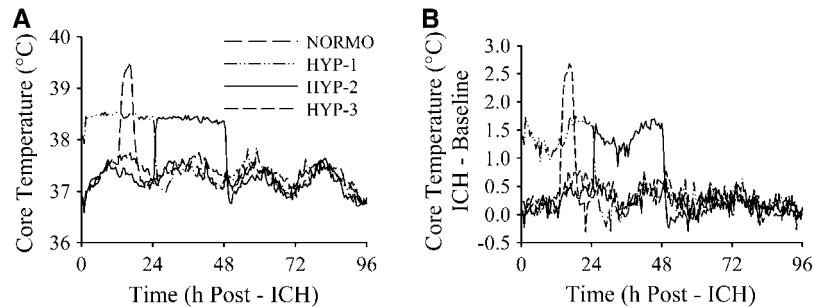 A
Core Temperature (°C)
40
39
38
37
36
NORMO
HYP-1
HYP-2
HYP-3
0 24 48 72 96
Time (h Post - ICH)
B
Core Temperature (°C)
ICH - Baseline
3.0
2.5
2.0
1.5
1.0
0.5
0.0
-0.5
0 24 48 72 96
Time (h Post - ICH)